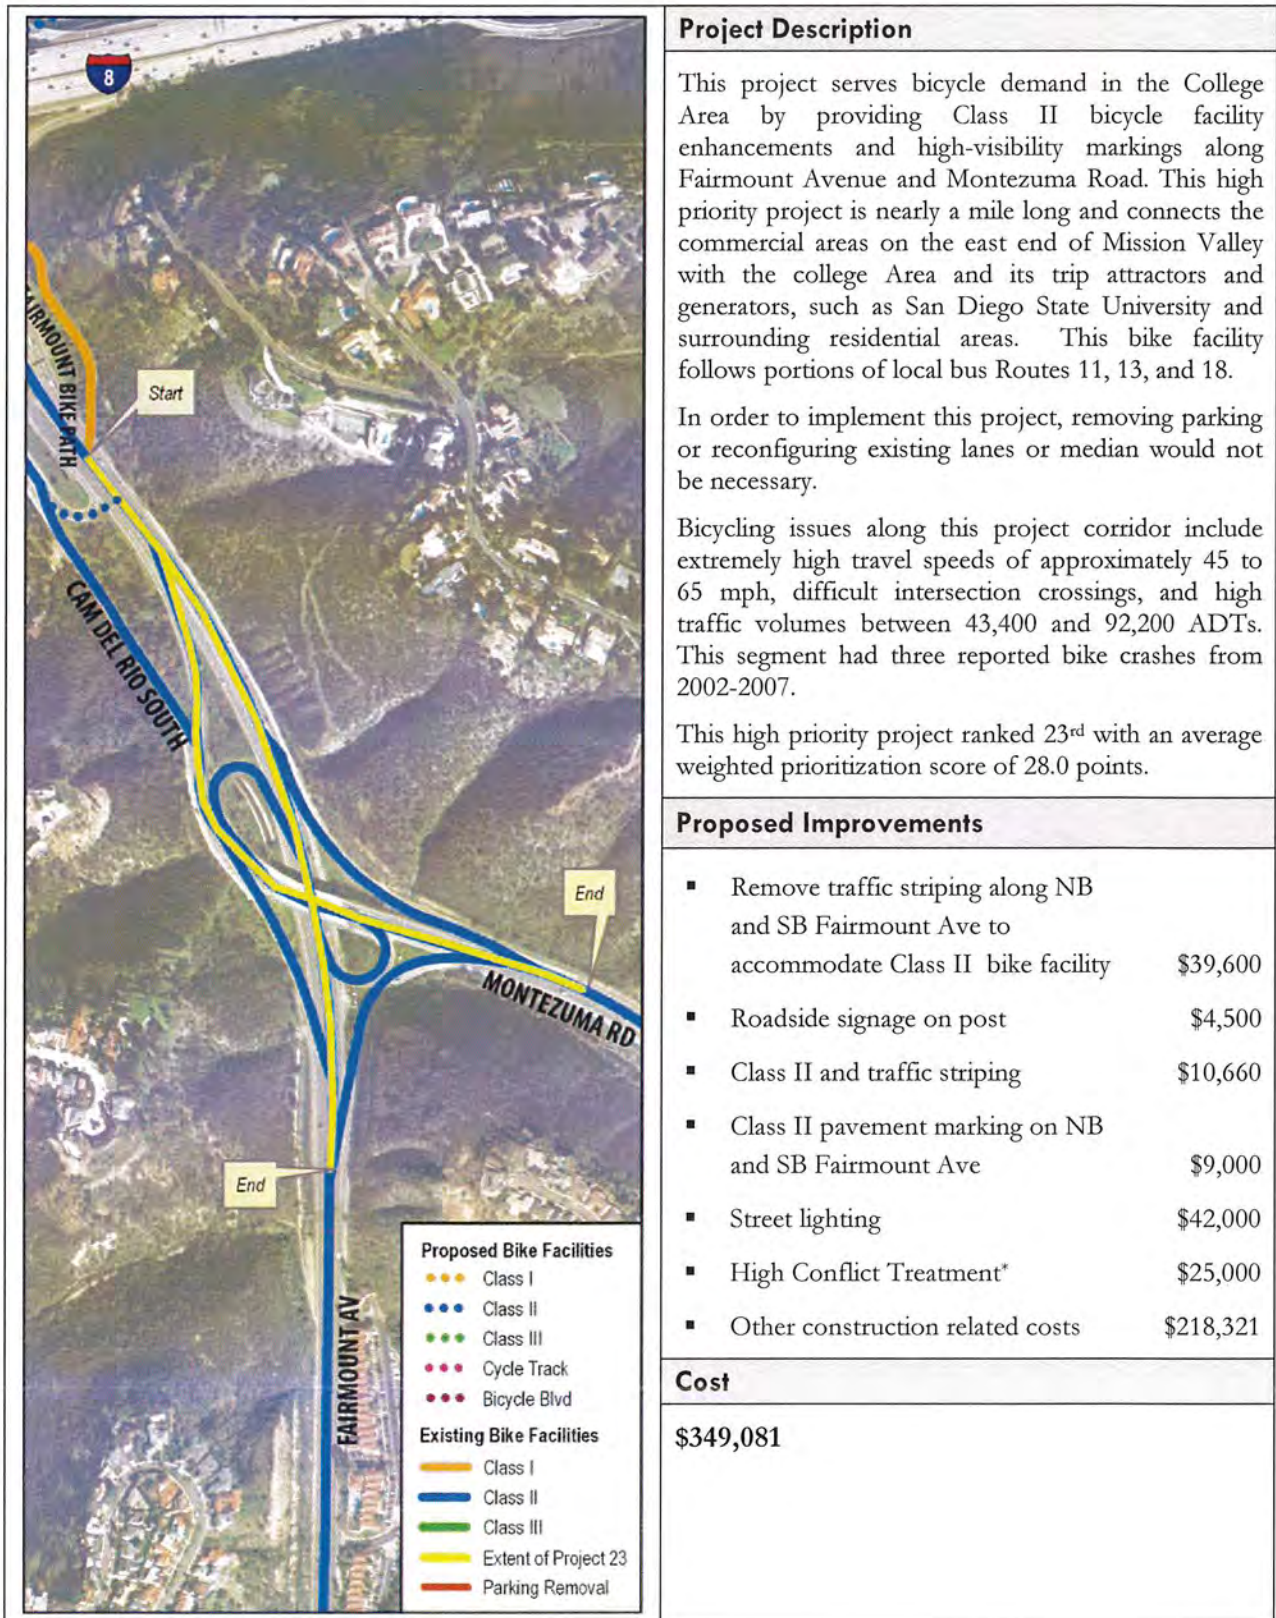 8
FAIRMOUNT BIKE PATH
Start
CAM DEL RIO SOUTH
End
MONTEZUMA RD
End
FAIRMOUNT AV
Proposed Bike Facilities
Class I
Class II
Class III
Cycle Track
Bicycle Blvd
Existing Bike Facilities
Class I
Class II
Class III
Extent of Project 23
Parking Removal
Project Description
This project serves bicycle demand in the College
Area by providing Class II bicycle facility
enhancements and high-visibility markings along
Fairmount Avenue and Montezuma Road. This high
priority project is nearly a mile long and connects the
commercial areas on the east end of Mission Valley
with the college Area and its trip attractors and
generators, such as San Diego State University and
surrounding residential areas. This bike facility
follows portions of local bus Routes 11, 13, and 18.
In order to implement this project, removing parking
or reconfiguring existing lanes or median would not
be necessary.
Bicycling issues along this project corridor include
extremely high travel speeds of approximately 45 to
65 mph, difficult intersection crossings, and high
traffic volumes between 43,400 and 92,200 ADTs.
This segment had three reported bike crashes from
2002-2007.
This high priority project ranked 23rd with an average
weighted prioritization score of 28.0 points.
Proposed Improvements
▪ Remove traffic striping along NB
and SB Fairmount Ave to
accommodate Class II bike facility $39,600
▪ Roadside signage on post $4,500
▪ Class II and traffic striping $10,660
▪ Class II pavement marking on NB
and SB Fairmount Ave $9,000
▪ Street lighting $42,000
▪ High Conflict Treatment* $25,000
▪ Other construction related costs $218,321
Cost
$349,081